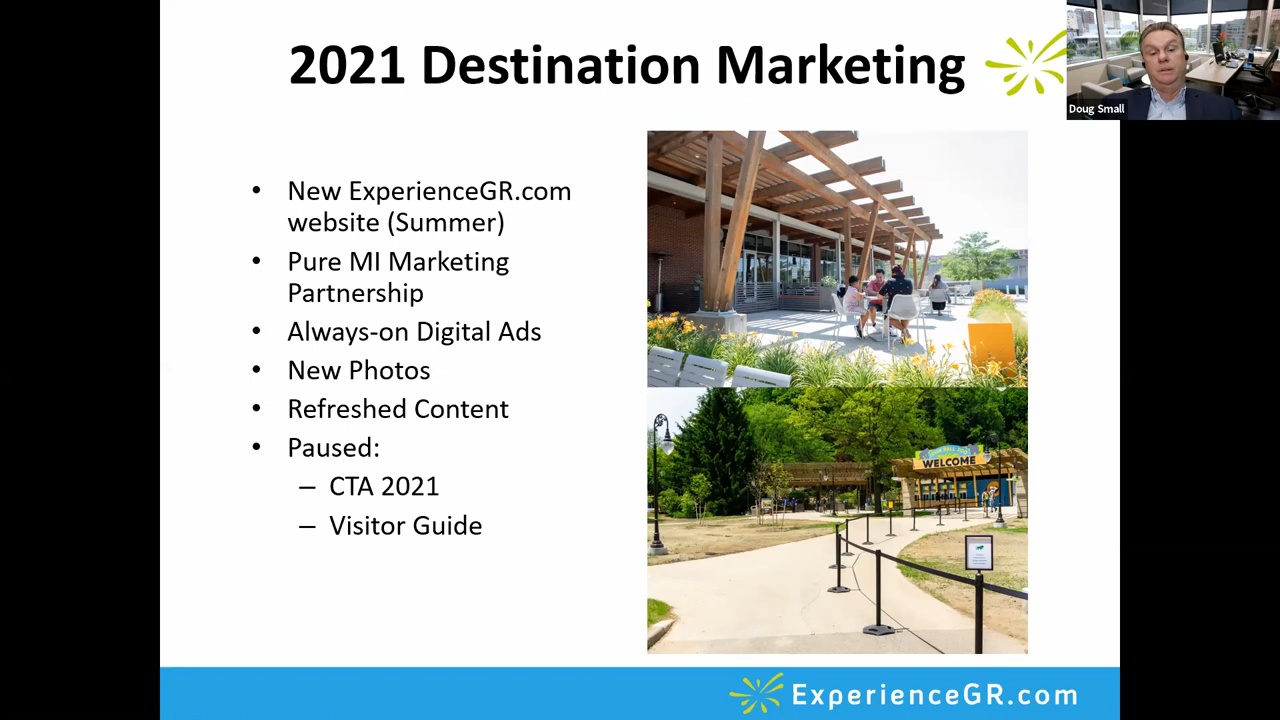 2021 Destination Marketing
Doug Small
• New ExperienceGR.com
website (Summer)
• Pure MI Marketing
Partnership
• Always-on Digital Ads
• New Photos
• Refreshed Content
• Paused:
– CTA 2021
– Visitor Guide
WELCOME
ExperienceGR.com